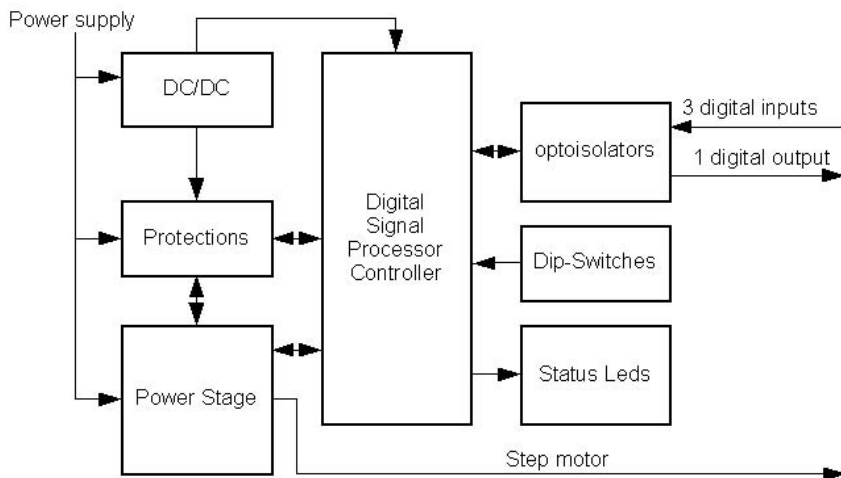 Power supply
DC/DC
3 digital inputs
optoisolators
1 digital output
Digital
Signal
Processor
Controller
Protections
Dip-Switches
Power Stage
Status Leds
Step motor